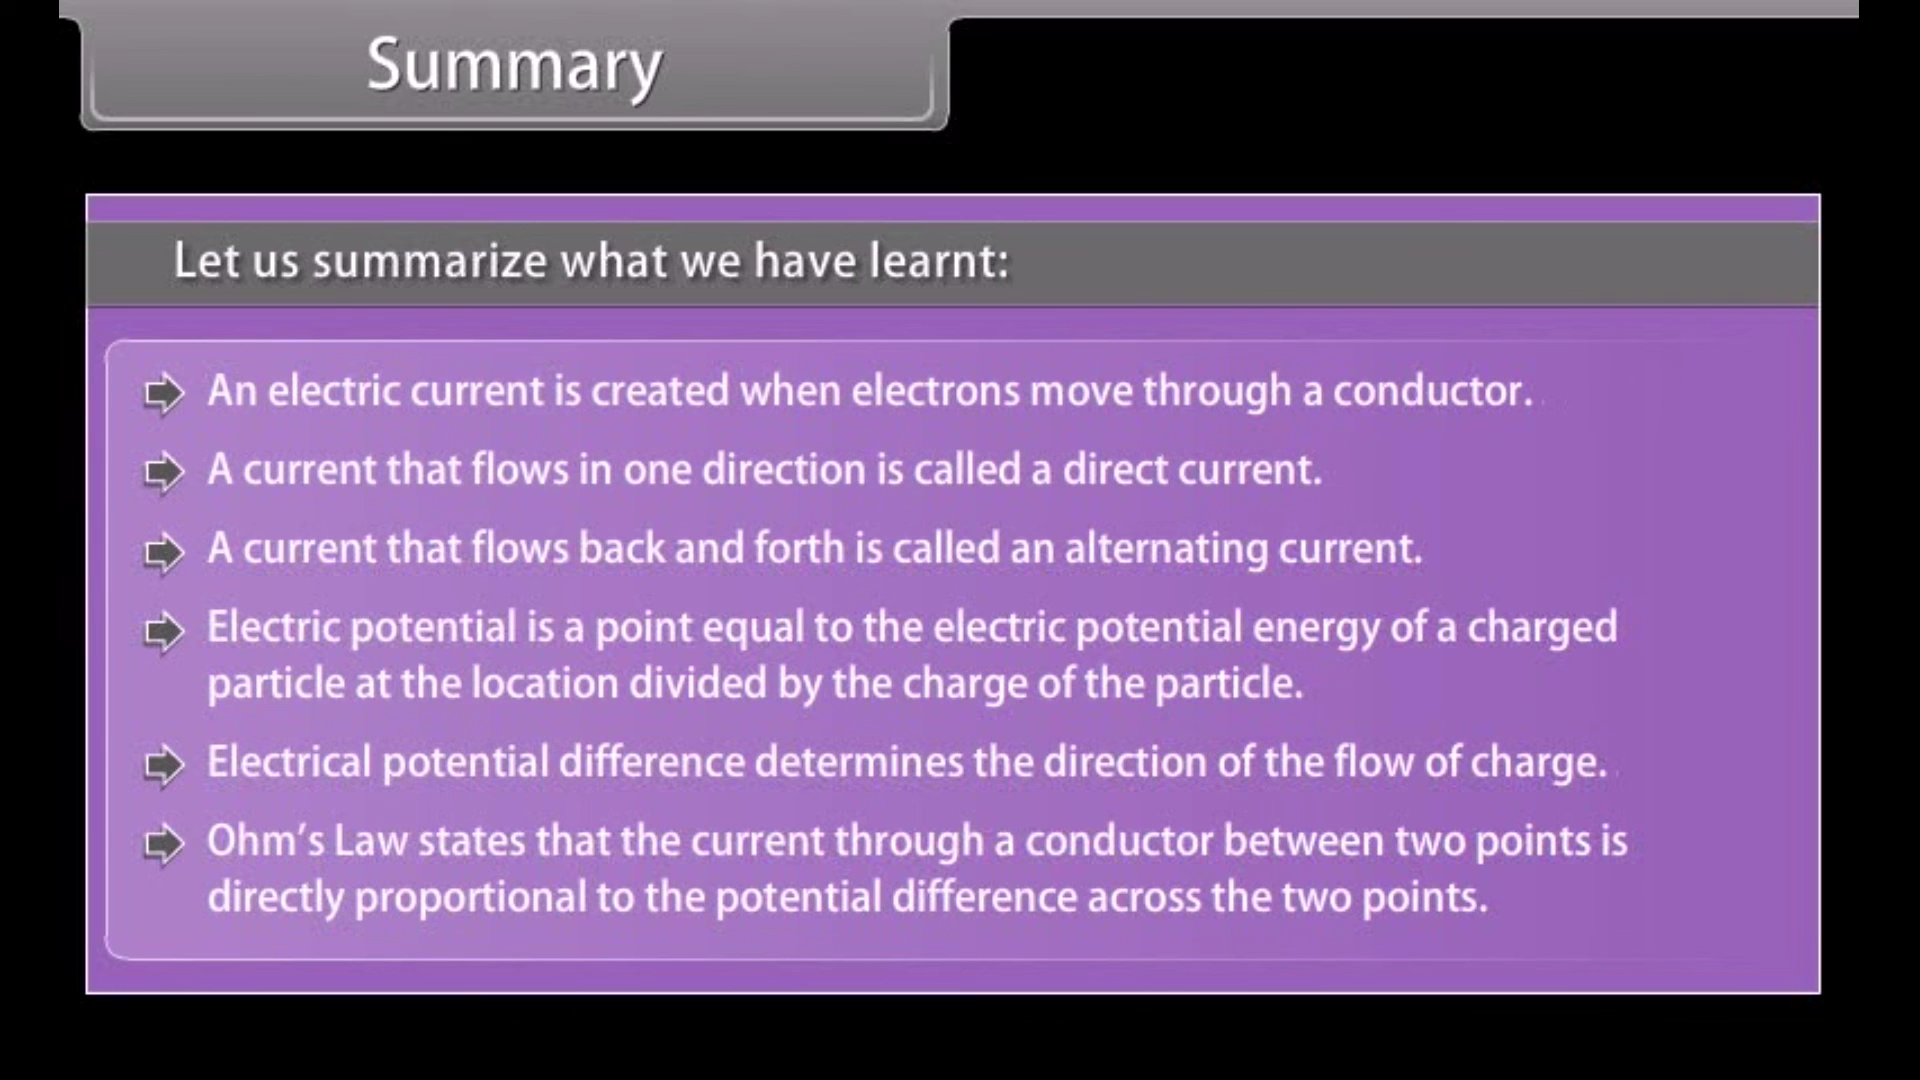 Summary
Let us summarize what we have learnt:
An electric current is created when electrons move through a conductor.
A current that flows in one direction is called a direct current.
A current that flows back and forth is called an alternating current.
Electric potential is a point equal to the electric potential energy of a charged
particle at the location divided by the charge of the particle.
Electrical potential difference determines the direction of the flow of charge.
Ohm’s Law states that the current through a conductor between two points is
directly proportional to the potential difference across the two points.